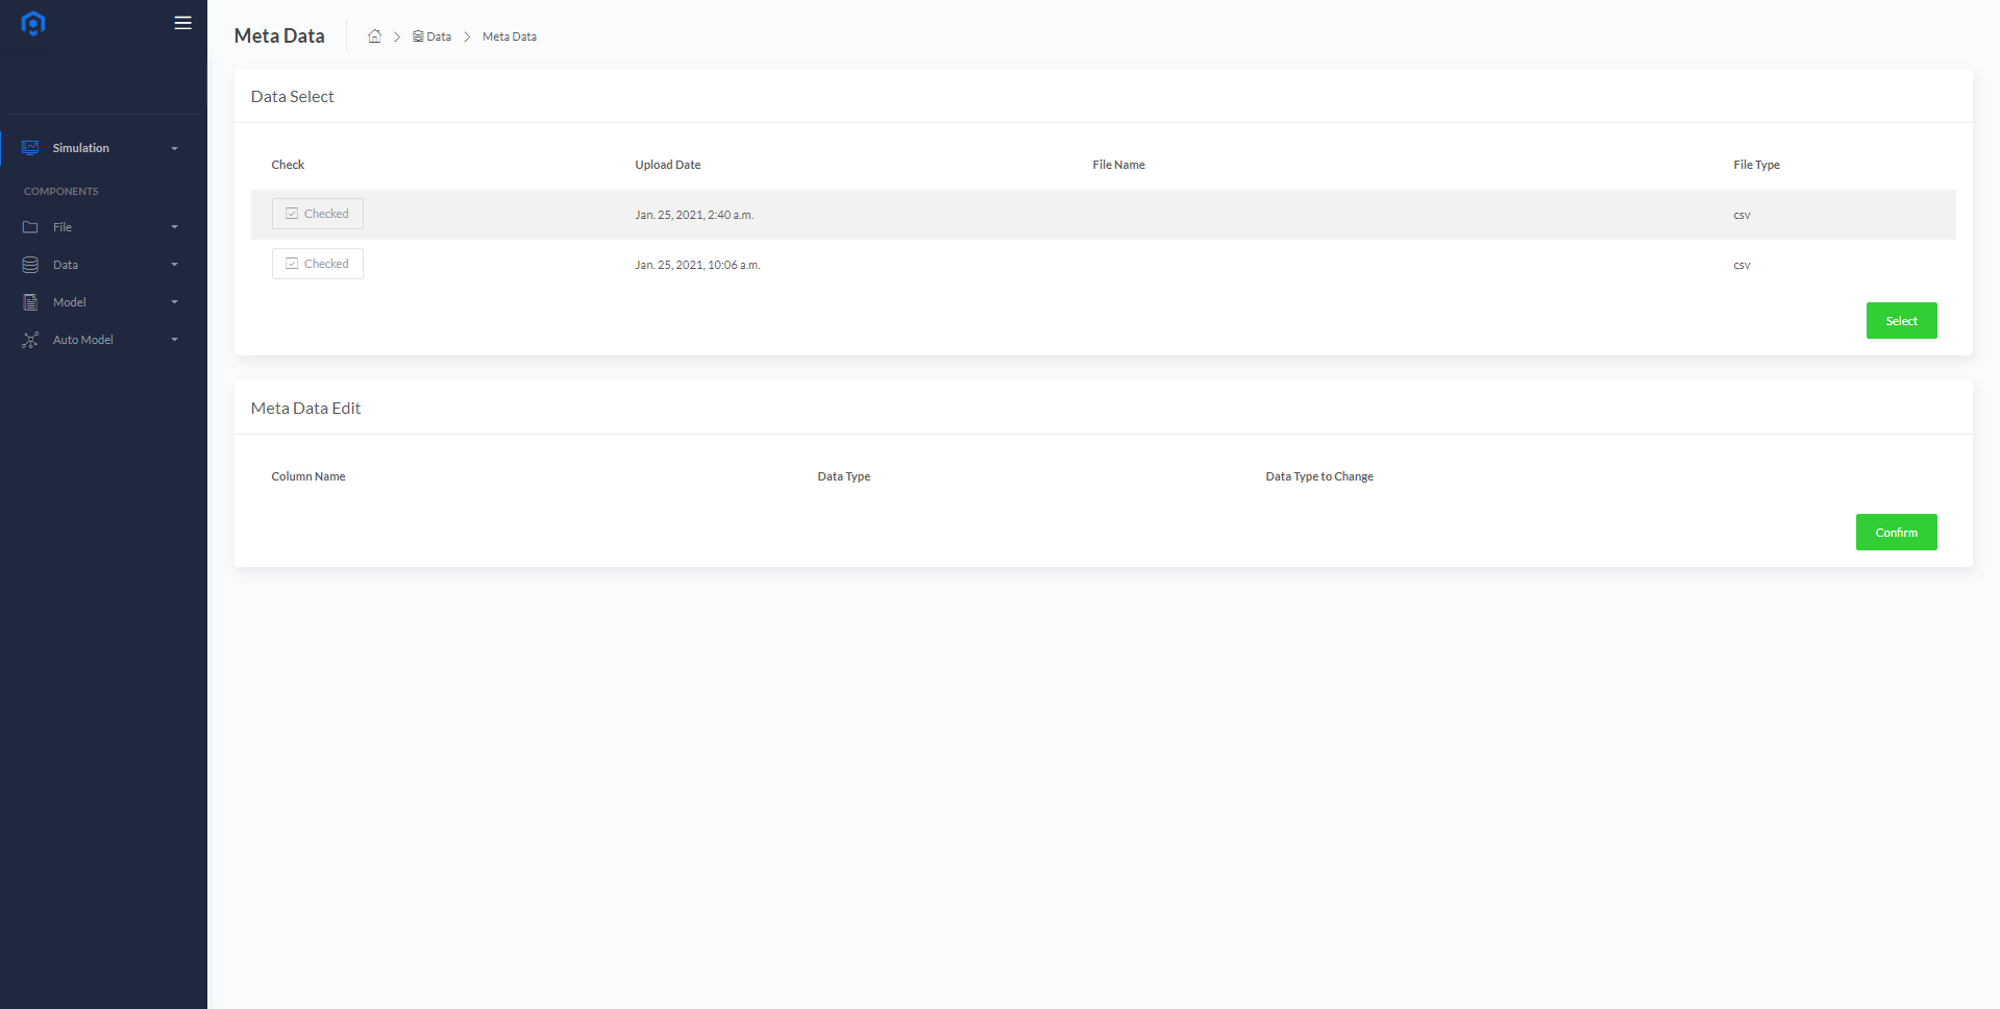 Meta Data
Data
Meta Data
Simulation
COMPONENTS
File
Data
Model
Auto Model
Data Select
Check Upload Date File Name File Type
Checked Jan. 25, 2021, 2:40 a.m. csv
Checked Jan. 25, 2021, 10:06 a.m. csv
Select
Meta Data Edit
Column Name Data Type Data Type to Change
Confirm